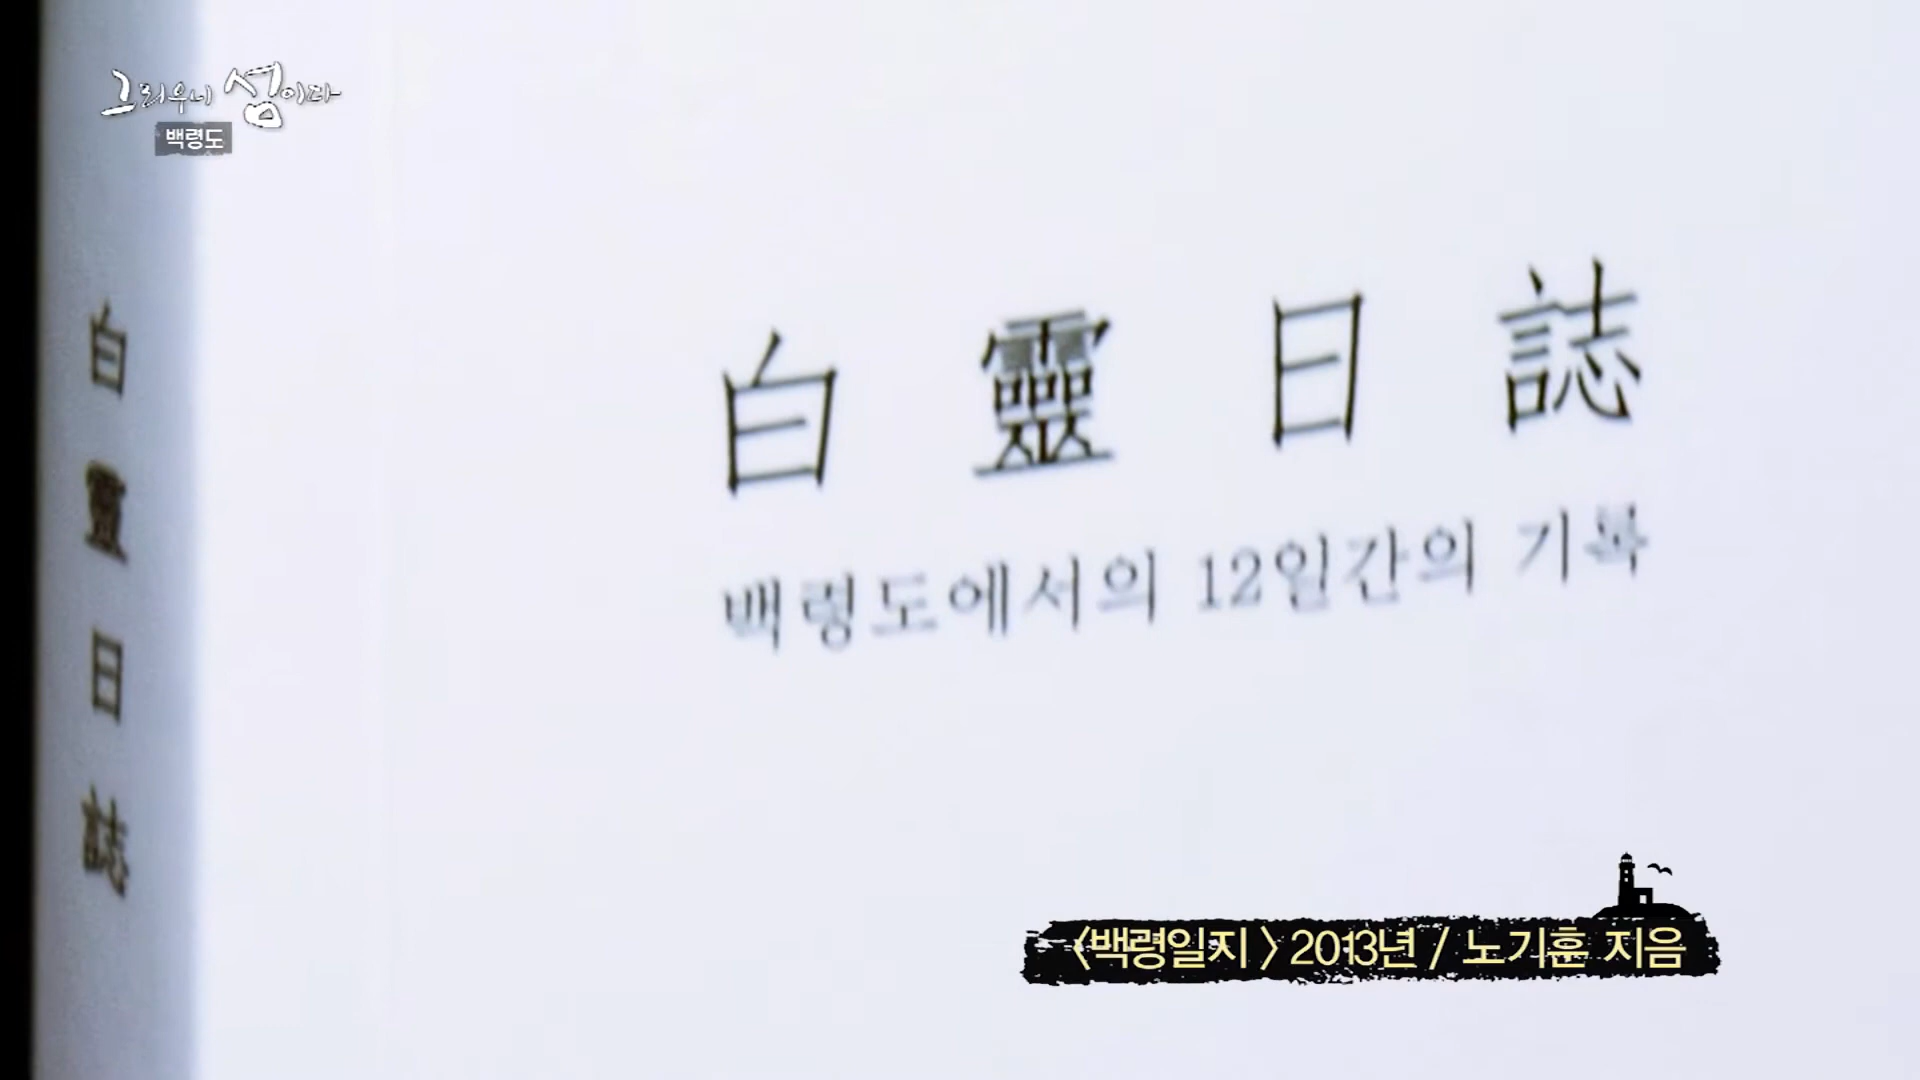 그리우니 섬이다
백령도
白靈日誌
白靈日誌
백령도에서의 12일간의 기록
<백령일지> 2013년 / 노기훈 지음